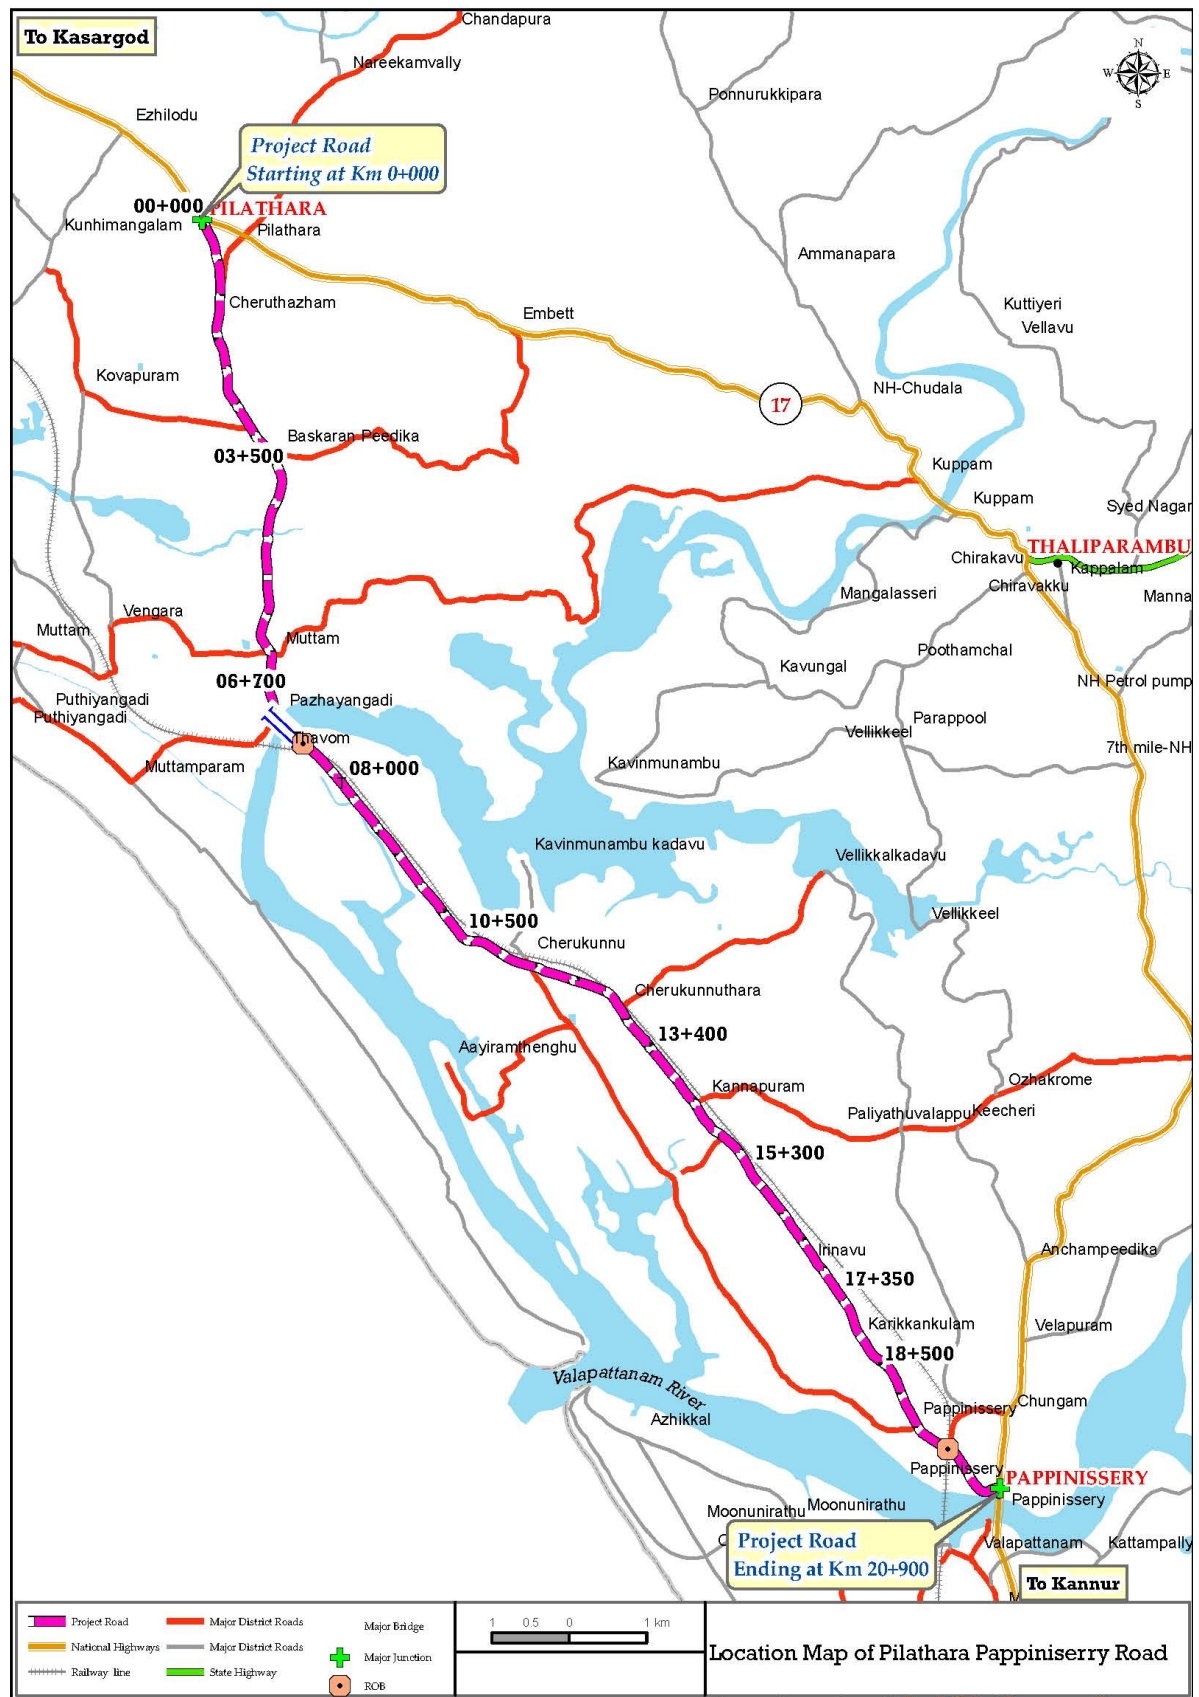 To Kasargod
Chandapura
Nareekamvally
N
W
E
S
Ponnurukkipara
Ezhilodu
Project Road
Starting at Km 0+000
00+000
PILATHARA
Kunhimangalam
Pilathara
Ammanapara
Cheruthazham
Embett
Kuttiyeri
Vellavu
Kovapuram
NH-Chudala
17
Baskaran Peedika
03+500
Kuppam
Kuppam
Syed Nagar
THALIPARAMBU
Chirakavu
Kappalam
Chiravakku
Mangalasseri
Manna
Vengara
Muttam
Muttam
Poothamchal
Kavungal
06+700
NH Petrol pump
Puthiyangadi
Puthiyangadi
Pazhayangadi
Parappool
Vellikkeel
Thavom
7th mile-NH
Muttamparam
08+000
Kavinmunambu
Kavinmunambu kadavu
Vellikkalkadavu
10+500
Vellikkeel
Cherukunnu
Cherukunnuthara
13+400
Aayiramthenghu
Ozhakrome
Kannapuram
Paliyathuvalappu
Keecheri
15+300
Irinavu
Anchampeedika
17+350
Karikkankulam
Velapuram
18+500
Valapattanam River
Azhikkal
Pappinissery
Chungam
Pappinissery
PAPPINISSERY
Pappinissery
Moonunirathu
Moonunirathu
Project Road
Ending at Km 20+900
Valapattanam
Kattampally
To Kannur
Project Road
Major District Roads
Major Bridge
National Highways
Major District Roads
Major Junction
Railway line
State Highway
ROB
1 0.5 0 1 km
Location Map of Pilathara Pappiniserry Road